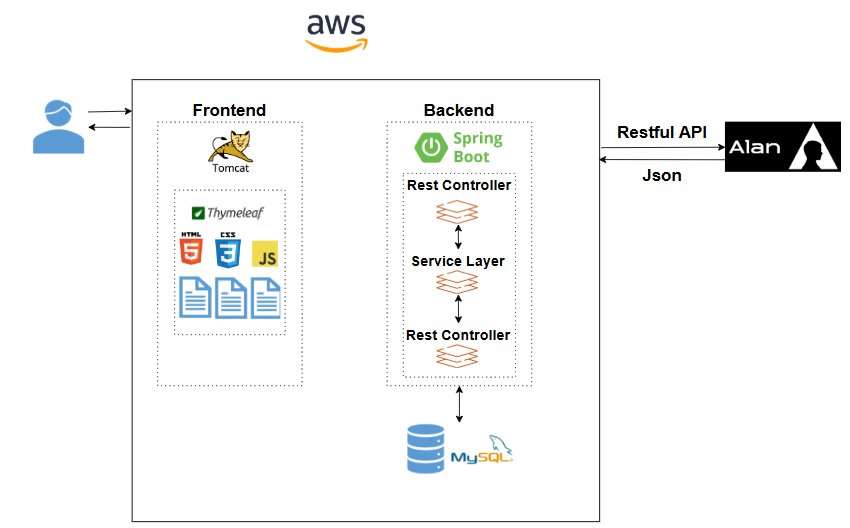 aws
Frontend
Backend
Tomcat
Spring
Boot
Restful API
Alan
Json
Rest Controller
Thymeleaf
HTML
5
CSS
3
JS
Service Layer
Rest Controller
MySQL